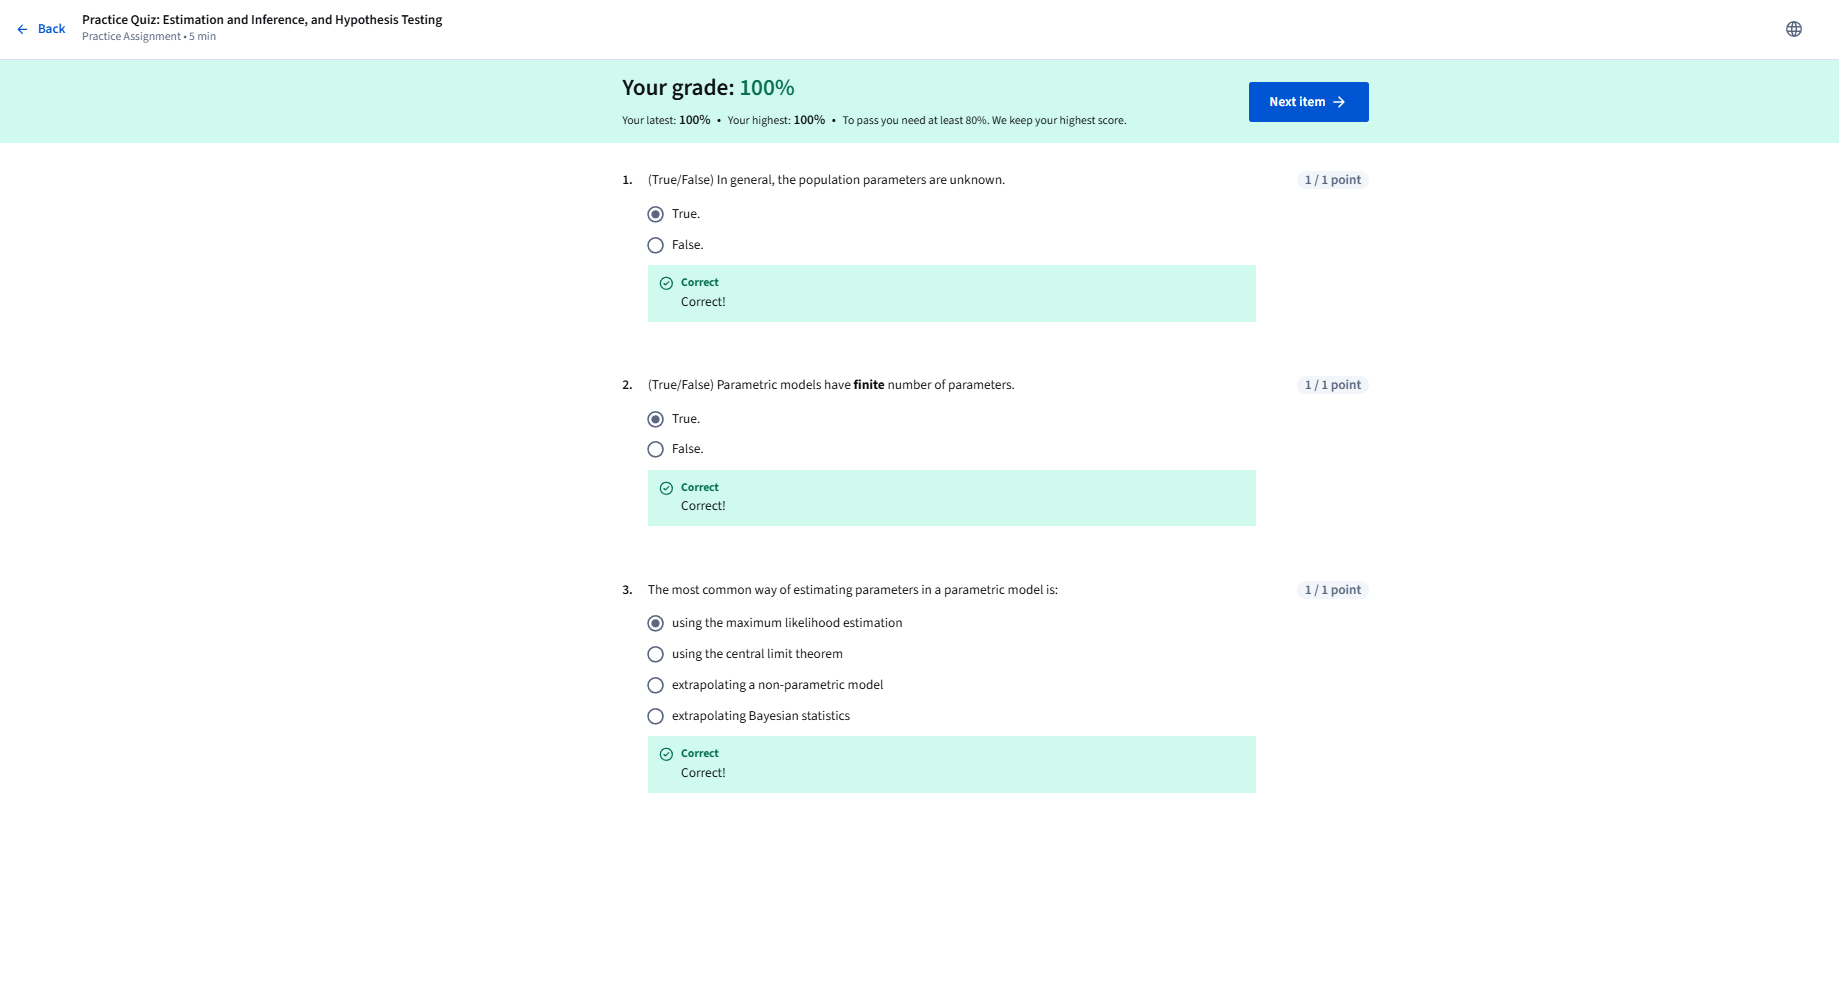 Back
Practice Quiz: Estimation and Inference, and Hypothesis Testing
Practice Assignment • 5 min
Your grade: 100%
Your latest: 100% • Your highest: 100% • To pass you need at least 80%. We keep your highest score.
Next item
1. (True/False) In general, the population parameters are unknown.
1 / 1 point
True.
False.
Correct
Correct!
2. (True/False) Parametric models have finite number of parameters.
1 / 1 point
True.
False.
Correct
Correct!
3. The most common way of estimating parameters in a parametric model is:
1 / 1 point
using the maximum likelihood estimation
using the central limit theorem
extrapolating a non-parametric model
extrapolating Bayesian statistics
Correct
Correct!